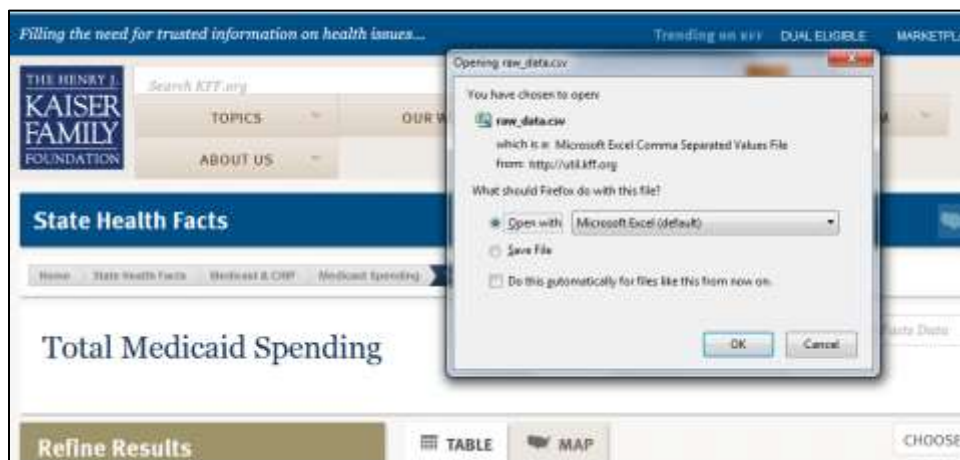 Filling the need for trusted information on health issues...
Trending on KFF DUAL ELIGIBLE
THE HENRY J.
KAISER
FAMILY
FOUNDATION
Search KFF.org
TOPICS
OUR W
ABOUT US
State Health Facts
Home State Health Facts Medicaid & CHIP Medicaid Spending
Total Medicaid Spending
Refine Results
TABLE MAP
CHOOSE
Opening raw_data.csv
You have chosen to open:
raw_data.csv
which is a: Microsoft Excel Comma Separated Values File
from: http://util.kff.org
What should Firefox do with this file?
Open with Microsoft Excel (default)
Save File
Do this automatically for files like this from now on.
OK Cancel